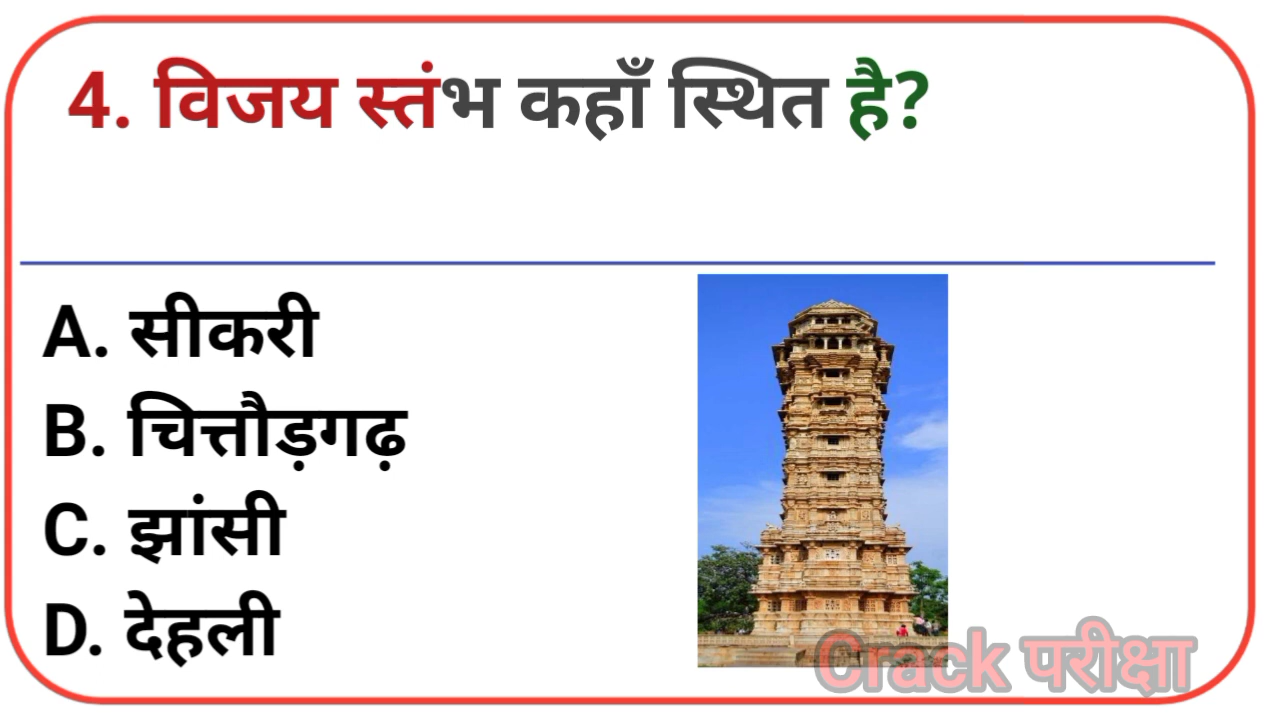 4. विजय स्तंभ कहाँ स्थित है?
A. सीकरी
B. चित्तौड़गढ़
C. झांसी
D. देहली
Crack परीक्षा